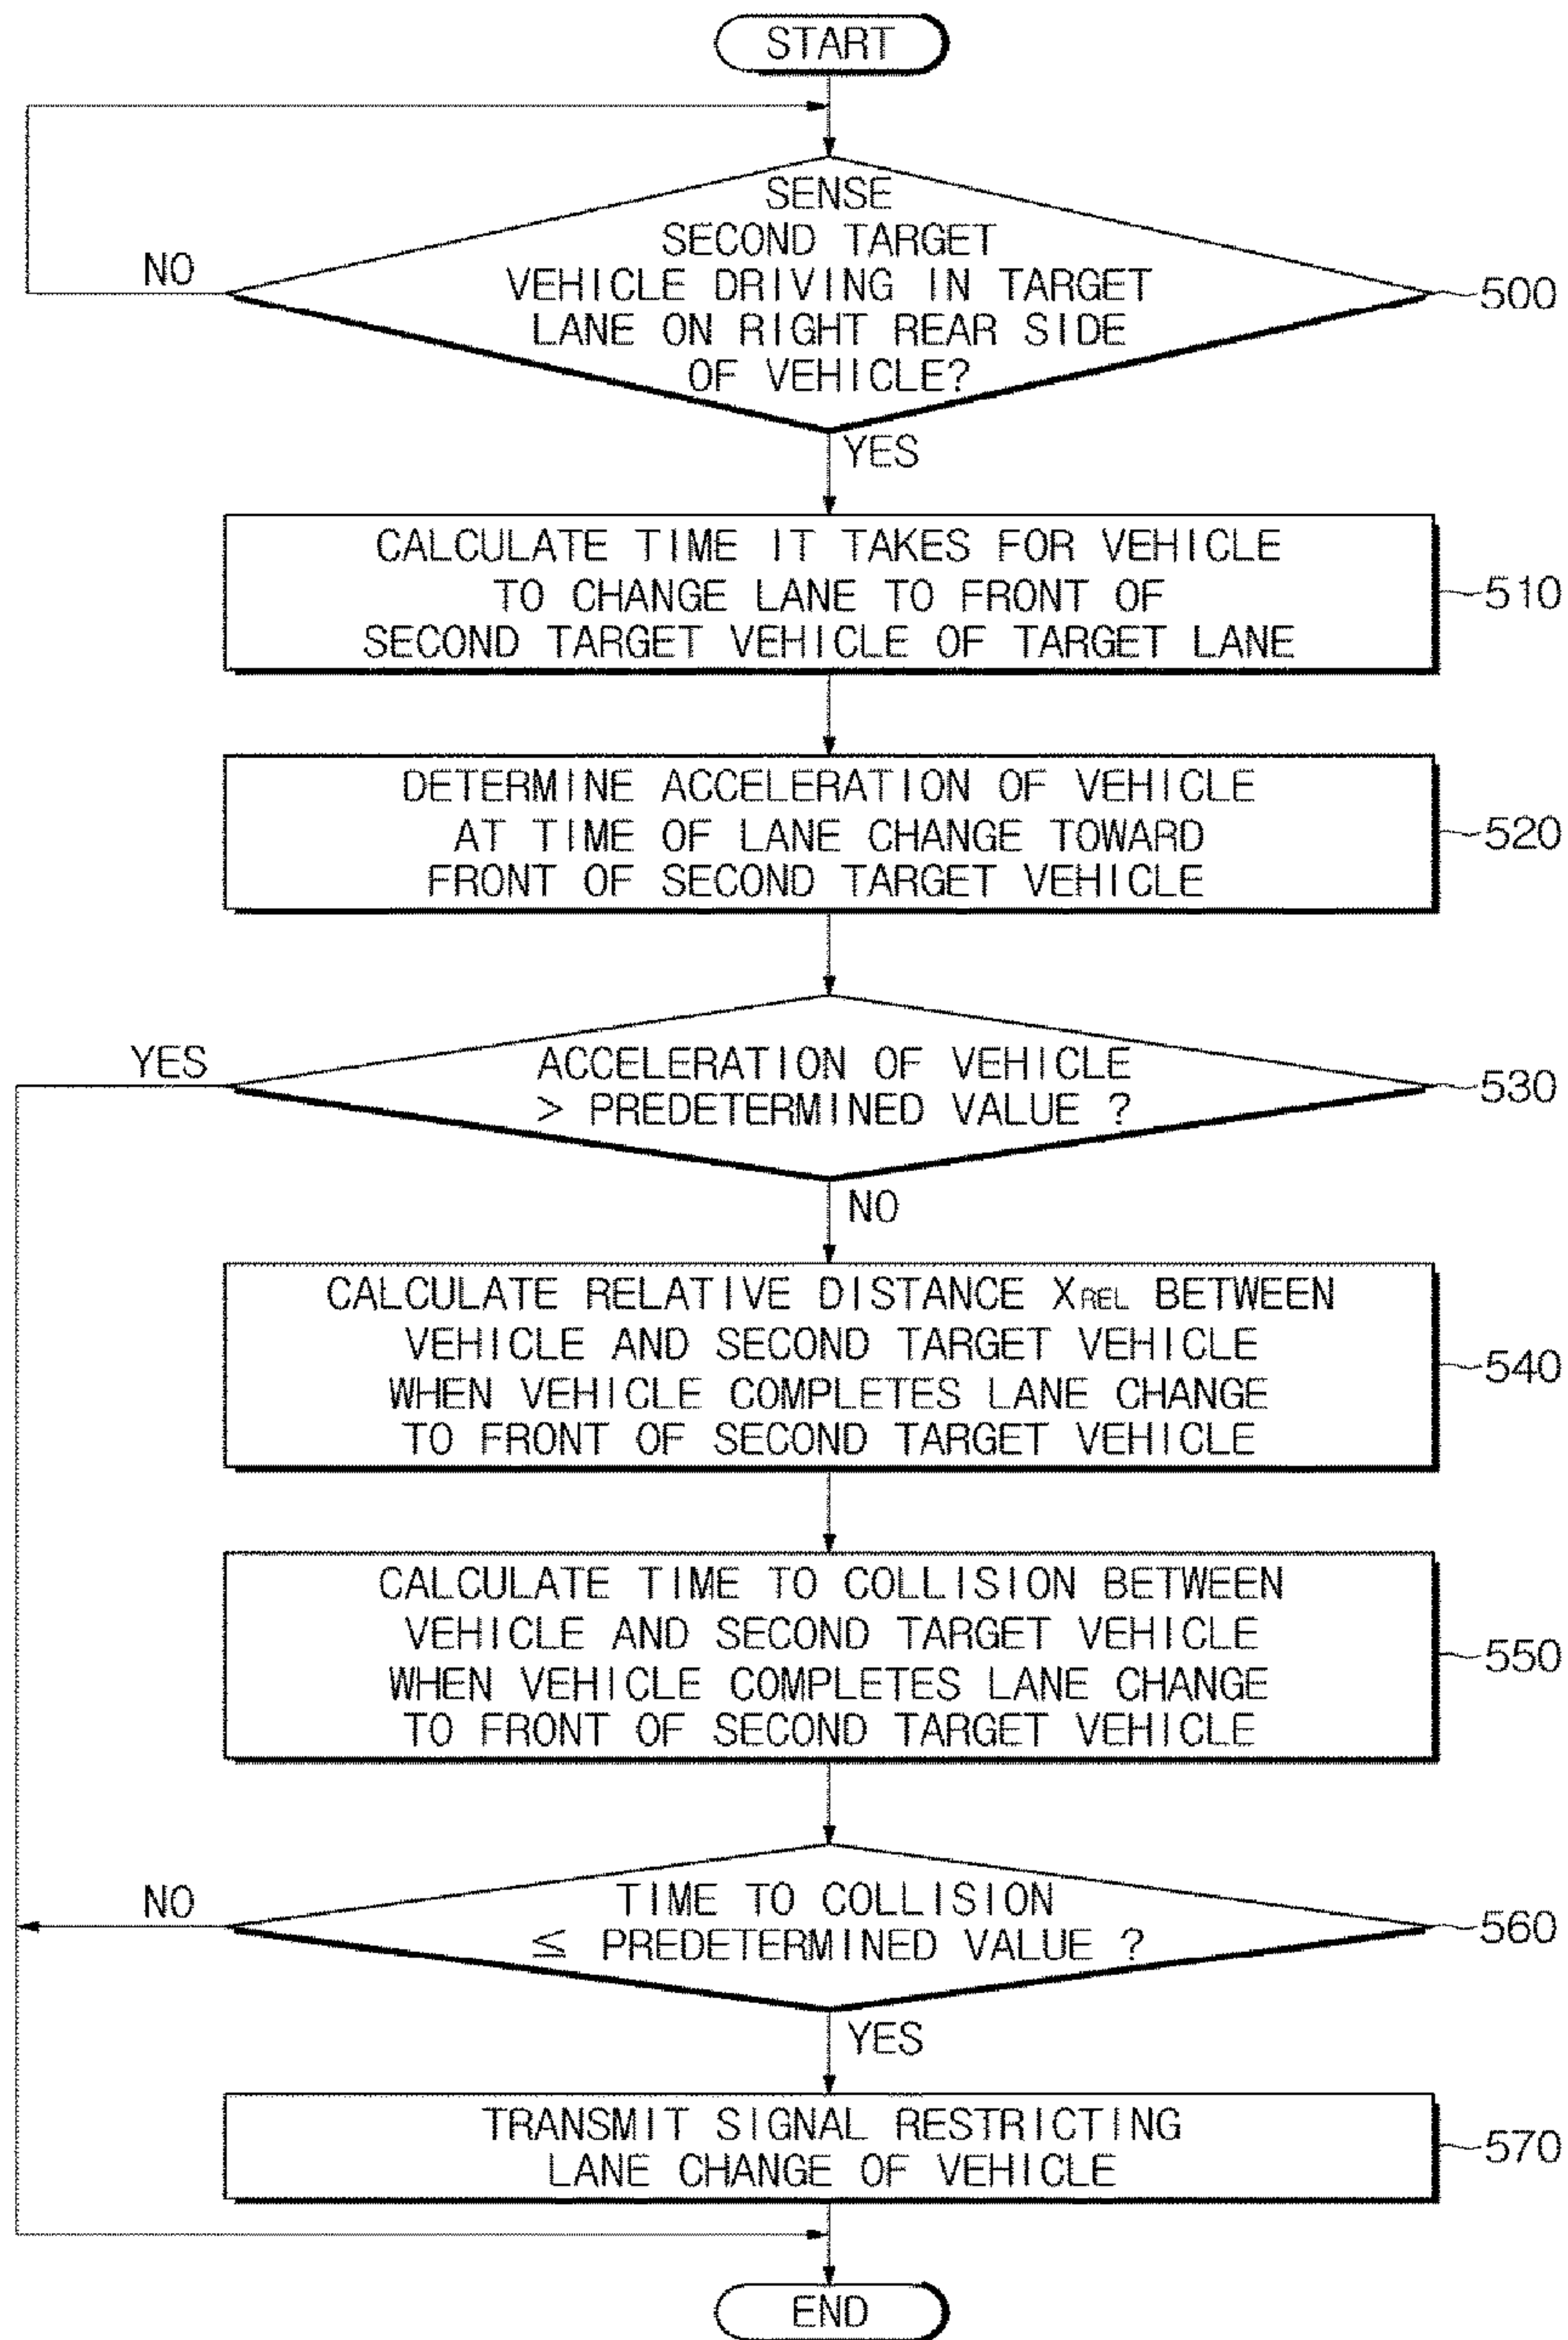 START
SENSE
SECOND TARGET
NO
VEHICLE DRIVING IN TARGET
500
LANE ON RIGHT REAR SIDE
OF VEHICLE?
YES
CALCULATE TIME IT TAKES FOR VEHICLE
TO CHANGE LANE TO FRONT OF
510
SECOND TARGET VEHICLE OF TARGET LANE
DETERMINE ACCELERATION OF VEHICLE
AT TIME OF LANE CHANGE TOWARD
520
FRONT OF SECOND TARGET VEHICLE
YES
ACCELERATION OF VEHICLE
530
> PREDETERMINED VALUE ?
NO
CALCULATE RELATIVE DISTANCE XREL BETWEEN
VEHICLE AND SECOND TARGET VEHICLE
540
WHEN VEHICLE COMPLETES LANE CHANGE
TO FRONT OF SECOND TARGET VEHICLE
CALCULATE TIME TO COLLISION BETWEEN
VEHICLE AND SECOND TARGET VEHICLE
550
WHEN VEHICLE COMPLETES LANE CHANGE
TO FRONT OF SECOND TARGET VEHICLE
NO
TIME TO COLLISION
560
≤ PREDETERMINED VALUE ?
YES
TRANSMIT SIGNAL RESTRICTING
570
LANE CHANGE OF VEHICLE
END